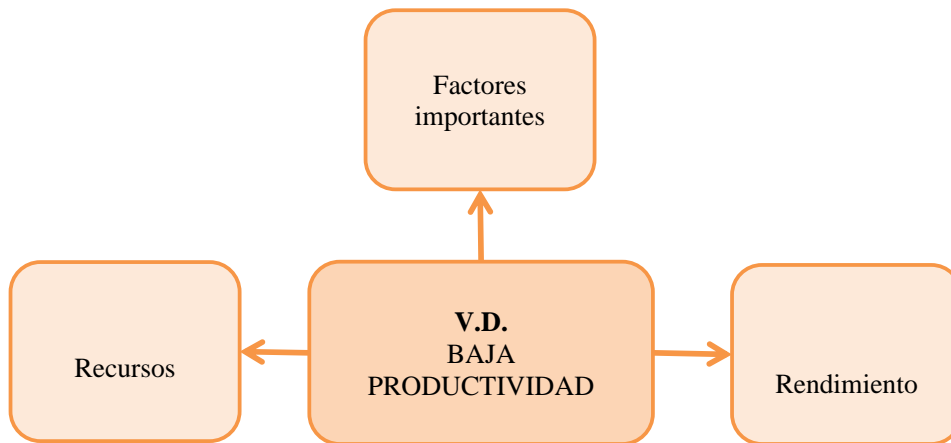 Factores
importantes
V.D.
BAJA
PRODUCTIVIDAD
Recursos
Rendimiento